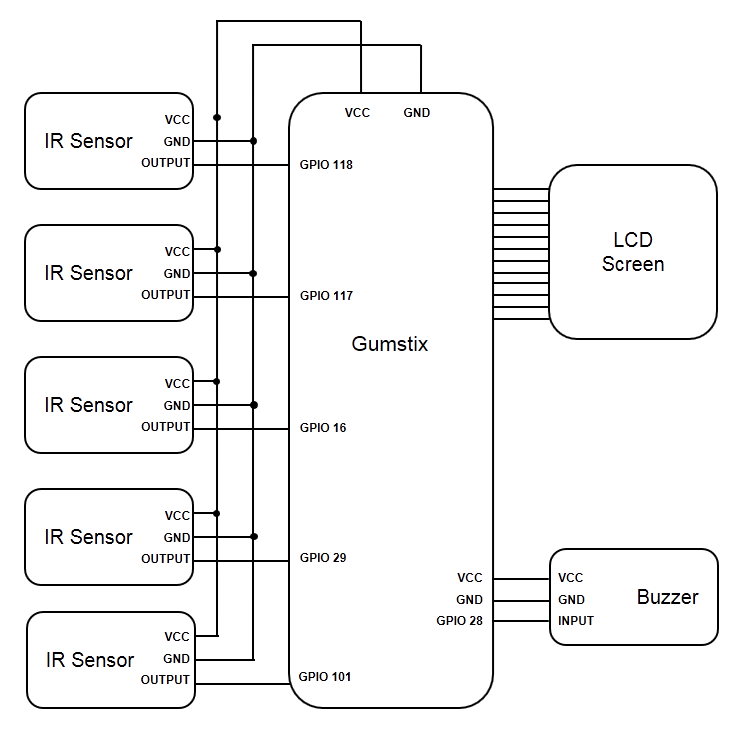 VCC
GND
VCC
IR Sensor
GND
OUTPUT
GPIO 118
VCC
IR Sensor
GND
OUTPUT
GPIO 117
VCC
IR Sensor
GND
OUTPUT
GPIO 16
VCC
IR Sensor
GND
OUTPUT
GPIO 29
VCC
IR Sensor
GND
OUTPUT
GPIO 101
Gumstix
LCD
Screen
VCC
GND
GPIO 28
VCC
GND
INPUT
Buzzer